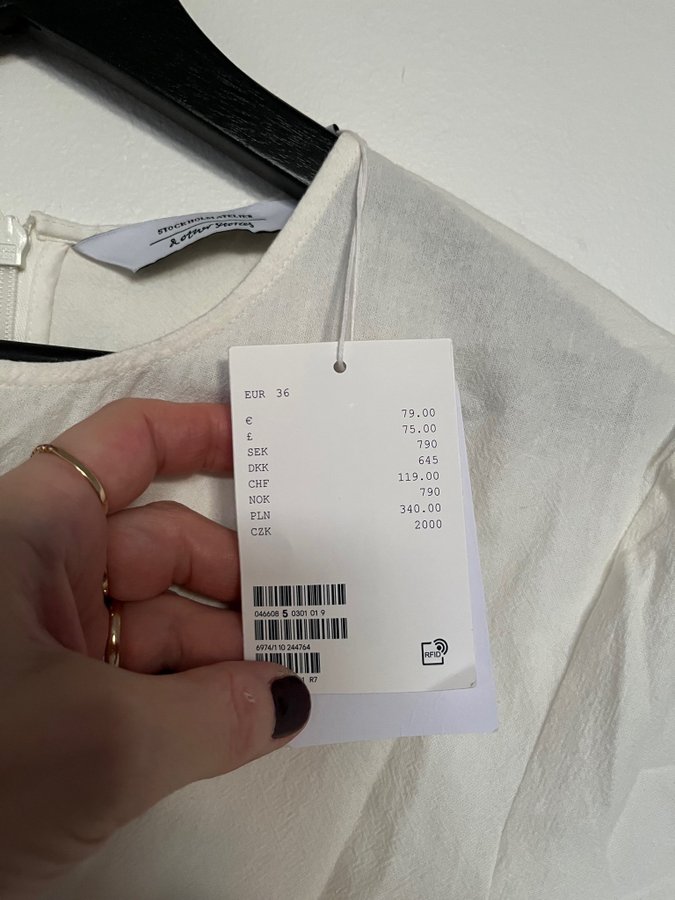 STOCKHOLM ATELIER
& other stories
EUR 36
€ 79.00
£ 75.00
SEK 790
DKK 645
CHF 119.00
NOK 790
PLN 340.00
CZK 2000
046608 5 0301 01 9
6974/110 244764
R7
RFID